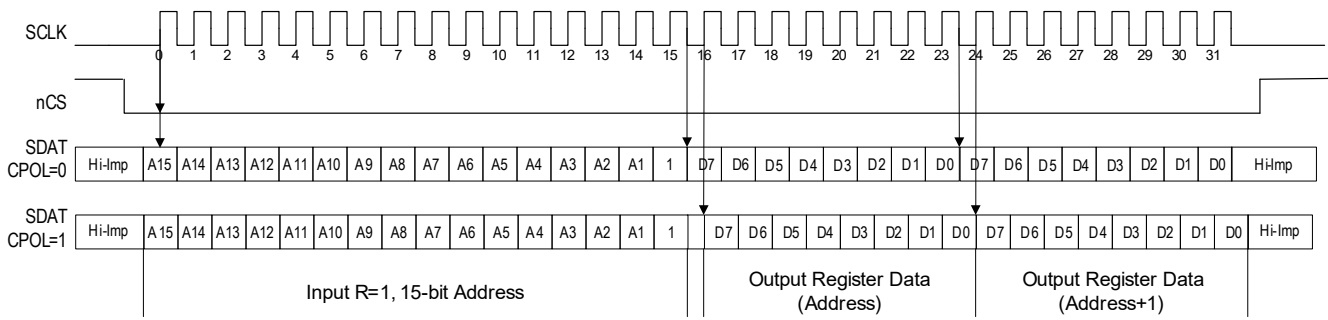 SCLK
0 1 2 3 4 5 6 7 8 9 10 11 12 13 14 15 16 17 18 19 20 21 22 23 24 25 26 27 28 29 30 31
nCS
SDAT
CPOL=0
Hi-Imp A15 A14 A13 A12 A11 A10 A9 A8 A7 A6 A5 A4 A3 A2 A1 1 D7 D6 D5 D4 D3 D2 D1 D0 D7 D6 D5 D4 D3 D2 D1 D0 Hi-Imp
SDAT
CPOL=1
Hi-Imp A15 A14 A13 A12 A11 A10 A9 A8 A7 A6 A5 A4 A3 A2 A1 1 D7 D6 D5 D4 D3 D2 D1 D0 D7 D6 D5 D4 D3 D2 D1 D0 Hi-Imp
Input R=1, 15-bit Address
Output Register Data
(Address)
Output Register Data
(Address+1)